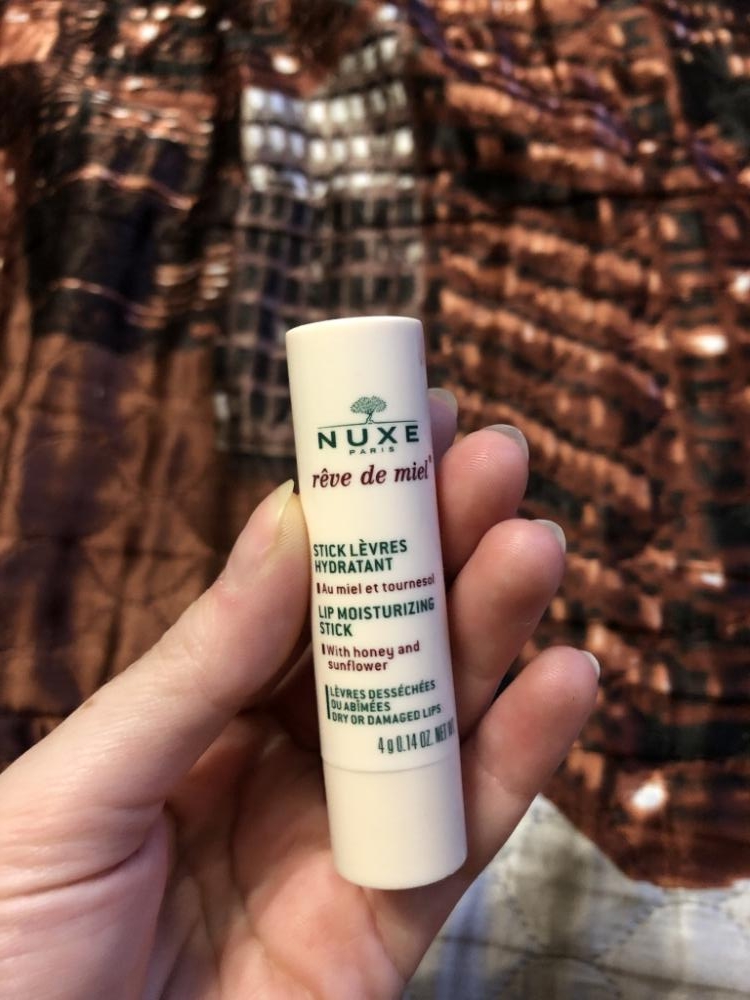 NUXE
PARIS
rêve de miel®
STICK LÈVRES
HYDRATANT
Au miel et tournesol
LIP MOISTURIZING
STICK
With honey and
sunflower
LÈVRES DESSÉCHÉES
OU ABÎMÉES
DRY OR DAMAGED LIPS
4 g 0.14 OZ. NET